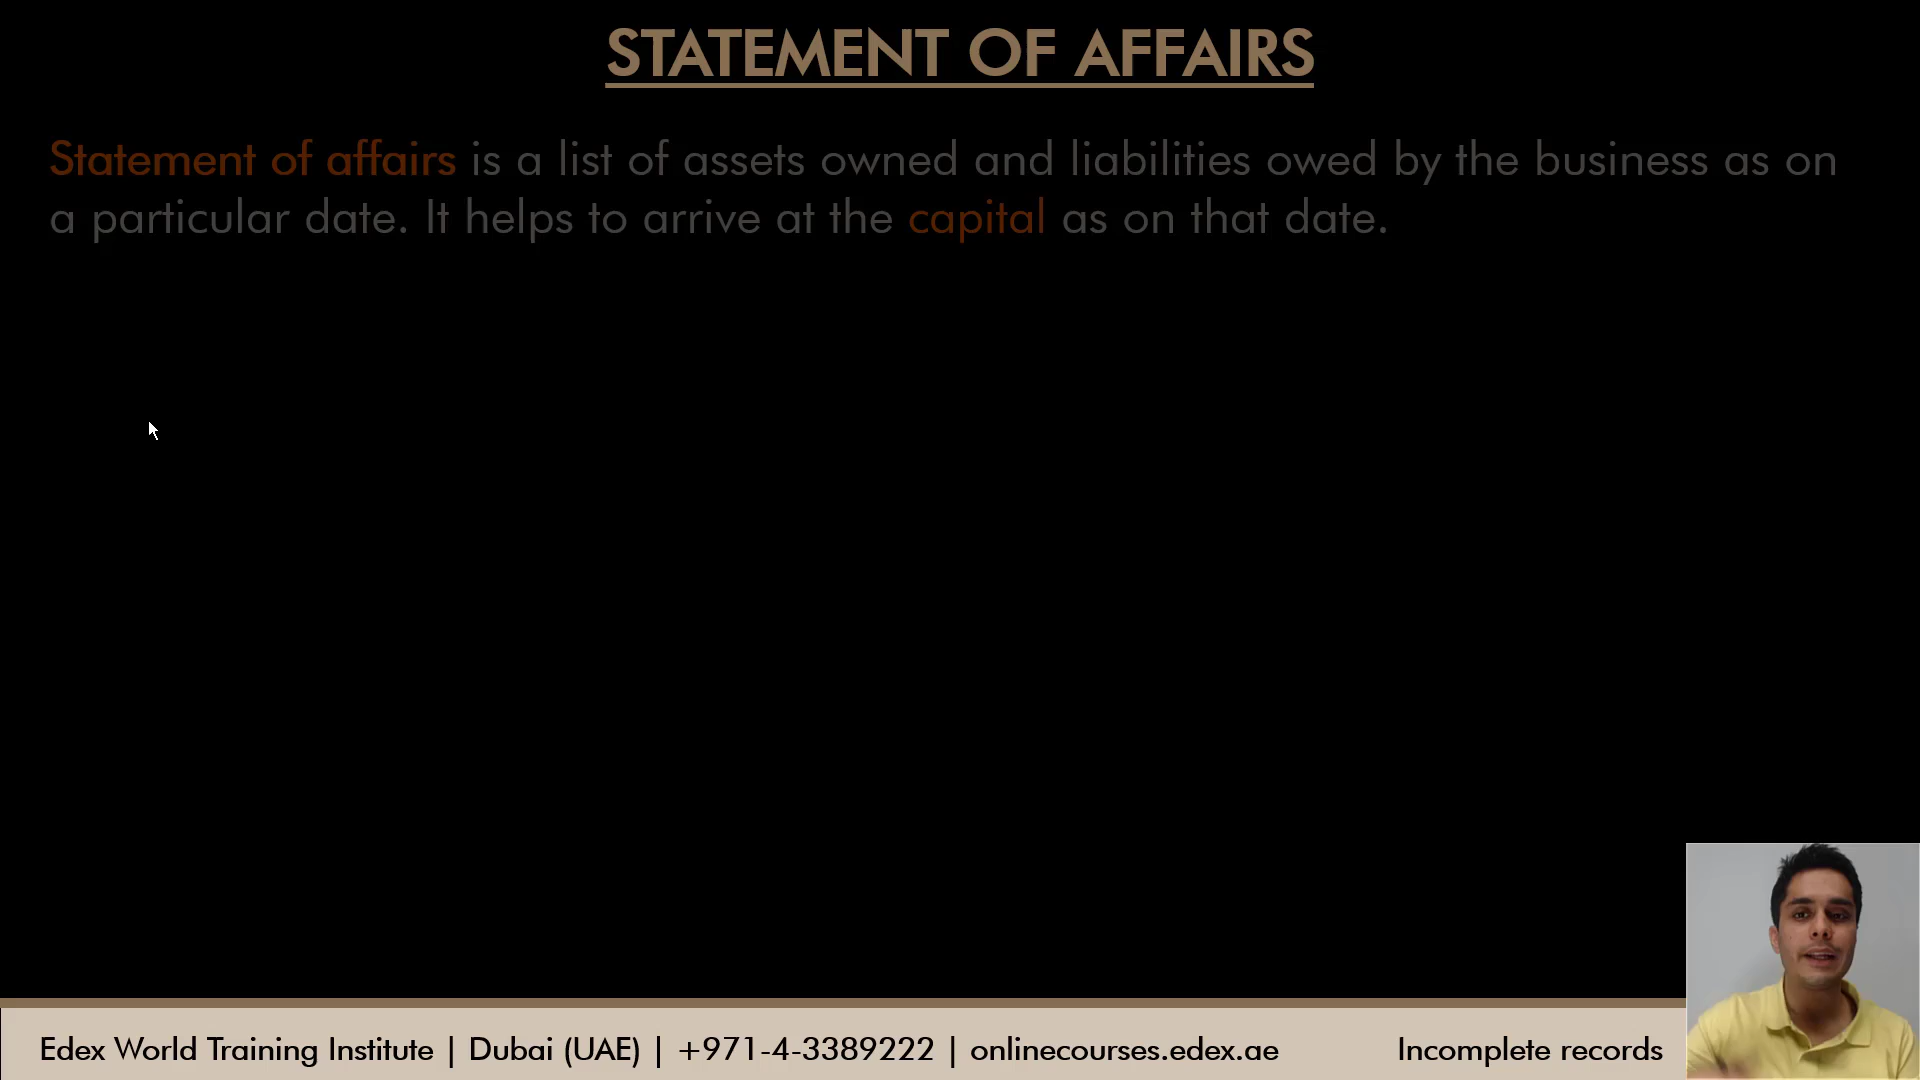 STATEMENT OF AFFAIRS
Statement of affairs is a list of assets owned and liabilities owed by the business as on
a particular date. It helps to arrive at the capital as on that date.
Edex World Training Institute | Dubai (UAE) | +971-4-3389222 | onlinecourses.edex.ae
Incomplete records